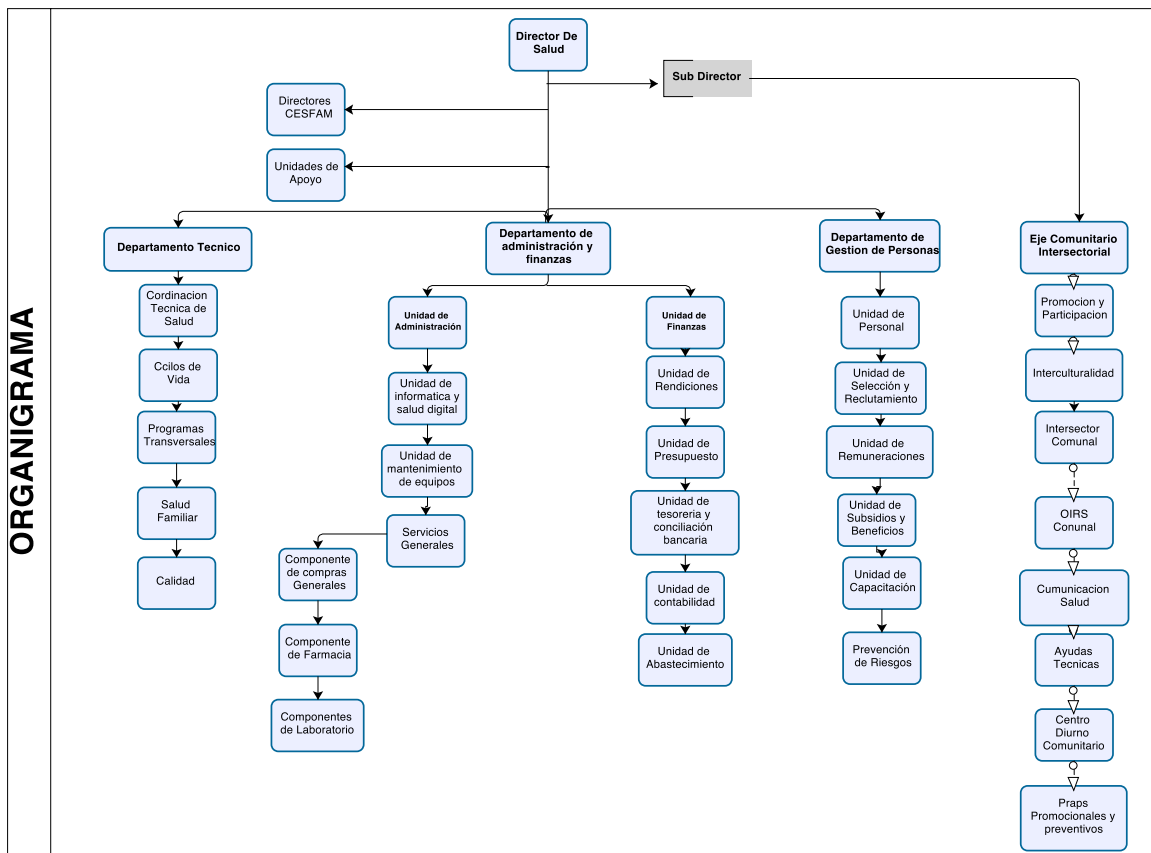 ORGANIGRAMA
Director De
Salud
Sub Director
Directores
CESFAM
Unidades de
Apoyo
Departamento Tecnico
Cordinacion
Tecnica de
Salud
Ccilos de
Vida
Programas
Transversales
Salud
Familiar
Calidad
Departamento de
administración y
finanzas
Unidad de
Administración
Unidad de
informatica y
salud digital
Unidad de
mantenimiento
de equipos
Servicios
Generales
Componente
de compras
Generales
Componente
de Farmacia
Componentes
de Laboratorio
Unidad de
Finanzas
Unidad de
Rendiciones
Unidad de
Presupuesto
Unidad de
tesoreria y
conciliación
bancaria
Unidad de
contabilidad
Unidad de
Abastecimiento
Departamento de
Gestion de Personas
Unidad de
Personal
Unidad de
Selección y
Reclutamiento
Unidad de
Remuneraciones
Unidad de
Subsidios y
Beneficios
Unidad de
Capacitación
Prevención
de Riesgos
Eje Comunitario
Intersectorial
Promocion y
Participacion
Interculturalidad
Intersector
Comunal
OIRS
Conunal
Cumunicacion
Salud
Ayudas
Tecnicas
Centro
Diurno
Comunitario
Praps
Promocionales y
preventivos